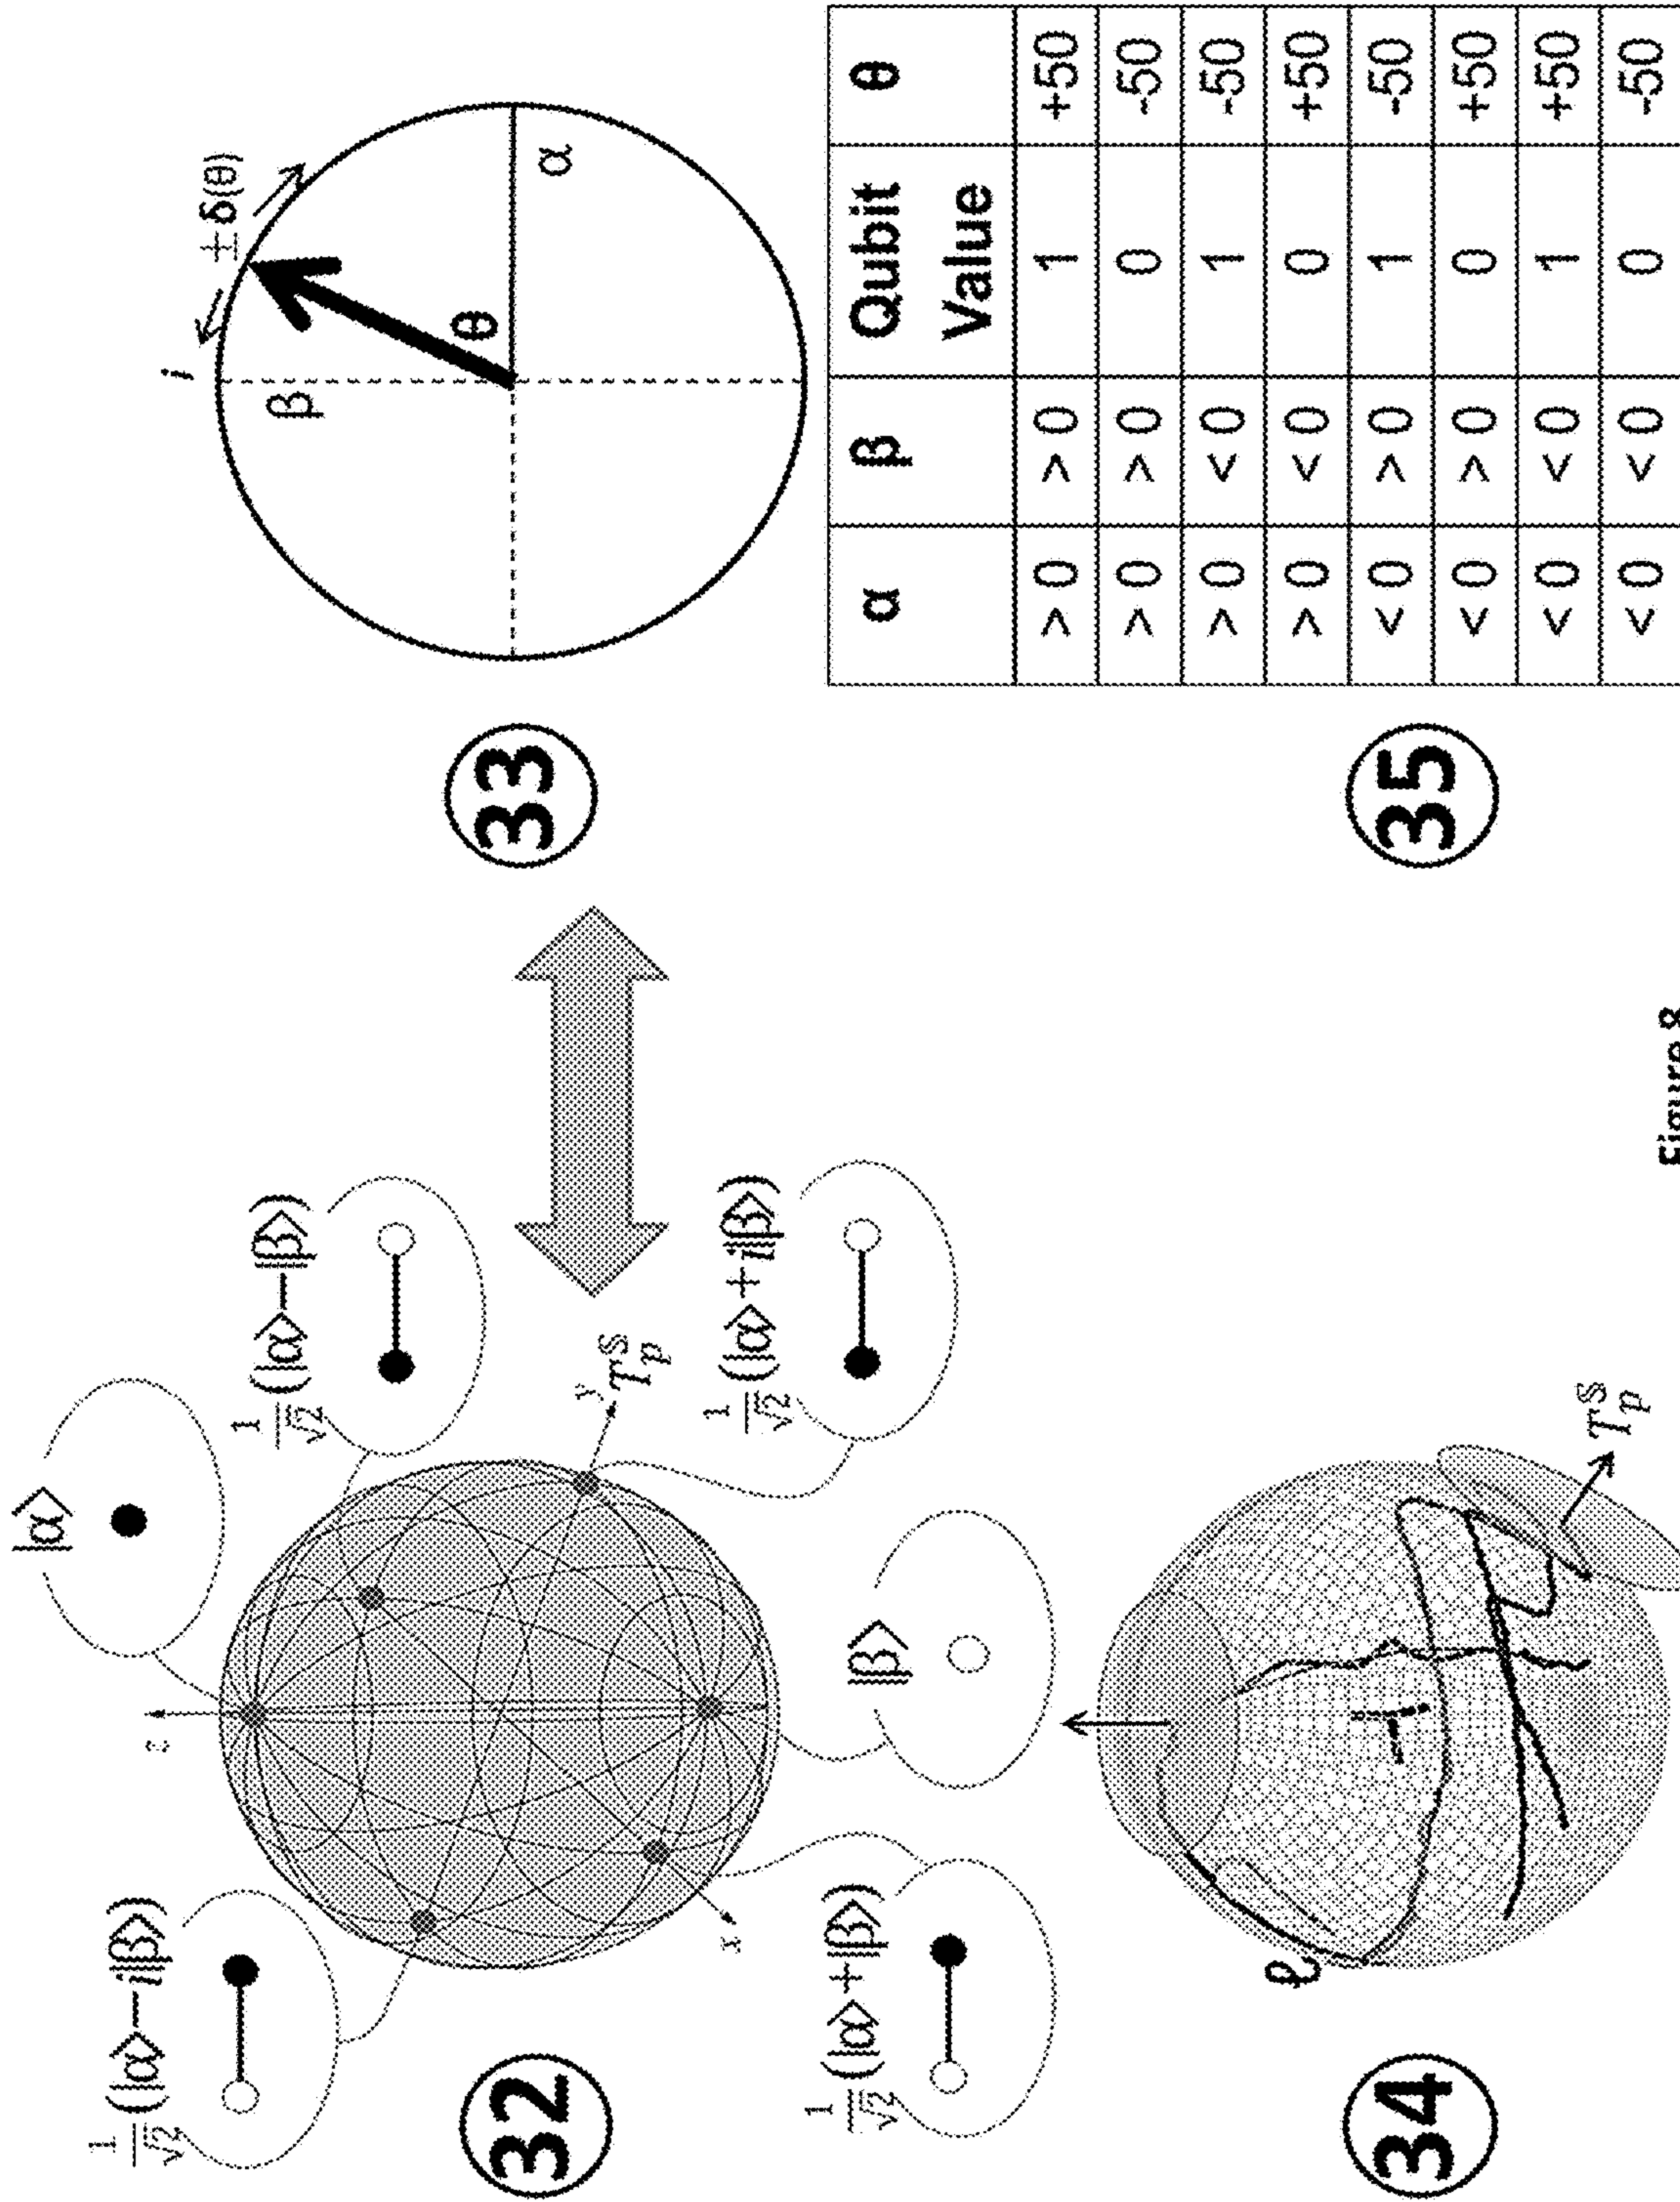 |α⟩
1/√2 (|α⟩—i|β⟩)
1/√2 (|α⟩—|β⟩)
z
y
T_p^S
x
1/√2 (|α⟩+|β⟩)
|β⟩
1/√2 (|α⟩+i|β⟩)
32
33
i
±δ(θ)
β
θ
α
34
ℓ
T_p^S
35
α β Qubit Value θ
> 0 > 0 1 +50
> 0 > 0 0 -50
> 0 < 0 1 -50
> 0 < 0 0 +50
< 0 > 0 1 -50
< 0 > 0 0 +50
< 0 < 0 1 +50
< 0 < 0 0 -50
Figure 8